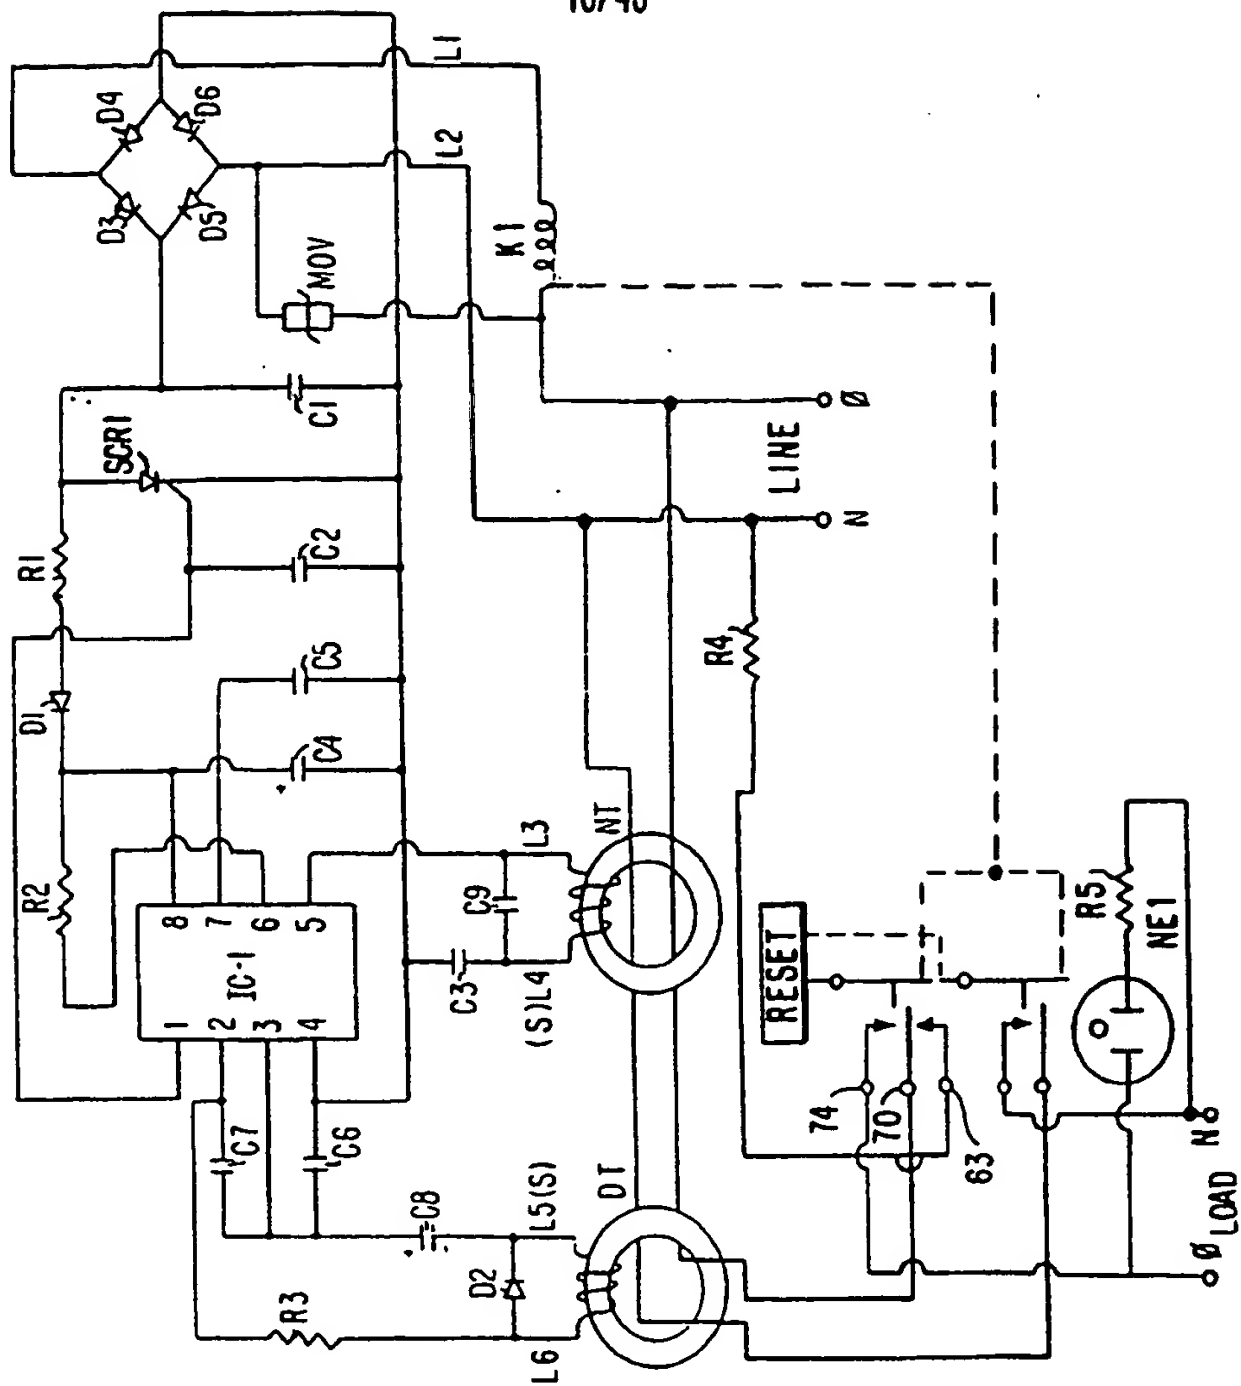 10/40
L1
D4
D6
L2
D3
D5
K1
MOV
C1
SCR1
Ø
LINE
N
R1
C2
R4
C5
D1
C4
R2
8
7
6
5
IC-1
1
2
3
4
L3
NT
C9
C3
(S)L4
RESET
R5
NE1
74
70
63
C7
C6
DT
L5(S)
C8
D2
R3
L6
N
LOAD
Ø